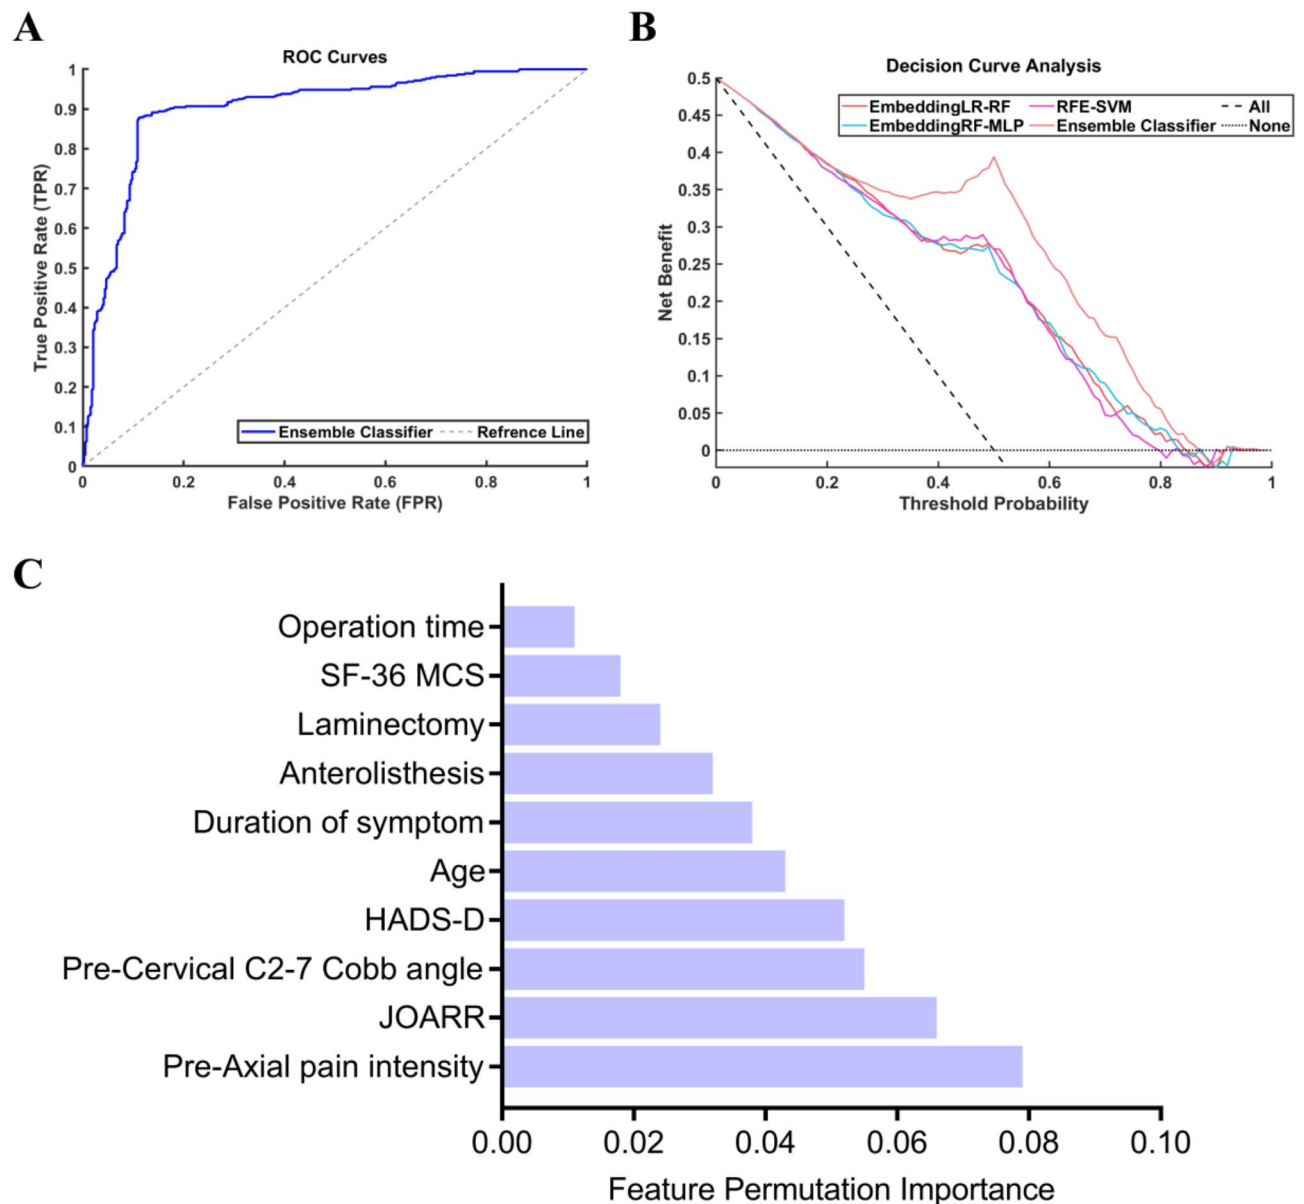 A
ROC Curves
1
0.9
0.8
0.7
0.6
0.5
0.4
0.3
0.2
0.1
0
True Positive Rate (TPR)
Ensemble Classifier
Refrence Line
0
0.2
0.4
0.6
0.8
1
False Positive Rate (FPR)
B
Decision Curve Analysis
EmbeddingLR-RF
RFE-SVM
All
EmbeddingRF-MLP
Ensemble Classifier
None
0.5
0.45
0.4
0.35
0.3
0.25
0.2
0.15
0.1
0.05
0
Net Benefit
0
0.2
0.4
0.6
0.8
1
Threshold Probability
C
Operation time
SF-36 MCS
Laminectomy
Anterolisthesis
Duration of symptom
Age
HADS-D
Pre-Cervical C2-7 Cobb angle
JOARR
Pre-Axial pain intensity
0.00
0.02
0.04
0.06
0.08
0.10
Feature Permutation Importance